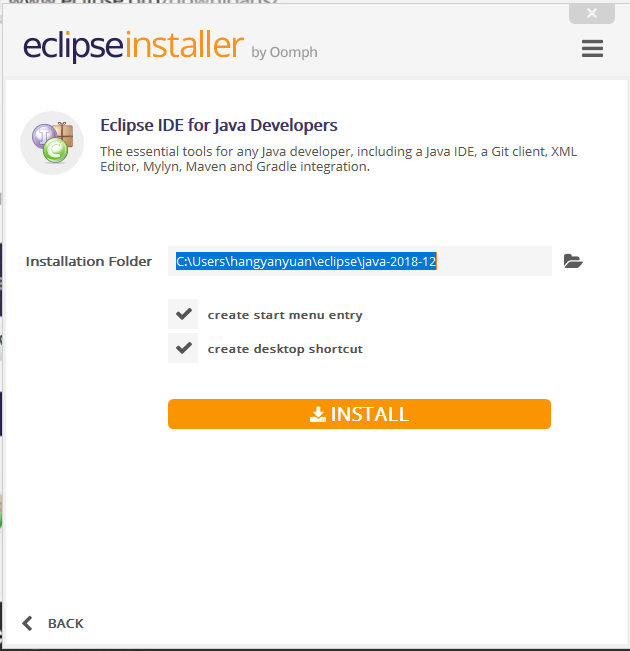 eclipseinstaller by Oomph
Eclipse IDE for Java Developers
The essential tools for any Java developer, including a Java IDE, a Git client, XML
Editor, Mylyn, Maven and Gradle integration.
Installation Folder C:\Users\hangyanyuan\eclipse\java-2018-12
create start menu entry
create desktop shortcut
INSTALL
BACK